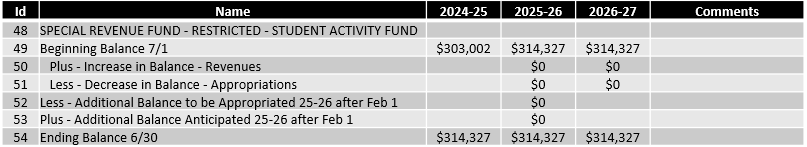 Id Name 2024-25 2025-26 2026-27 Comments
48 SPECIAL REVENUE FUND - RESTRICTED - STUDENT ACTIVITY FUND
49 Beginning Balance 7/1 $303,002 $314,327 $314,327
50 Plus - Increase in Balance - Revenues $0 $0
51 Less - Decrease in Balance - Appropriations $0 $0
52 Less - Additional Balance to be Appropriated 25-26 after Feb 1 $0
53 Plus - Additional Balance Anticipated 25-26 after Feb 1 $0
54 Ending Balance 6/30 $314,327 $314,327 $314,327